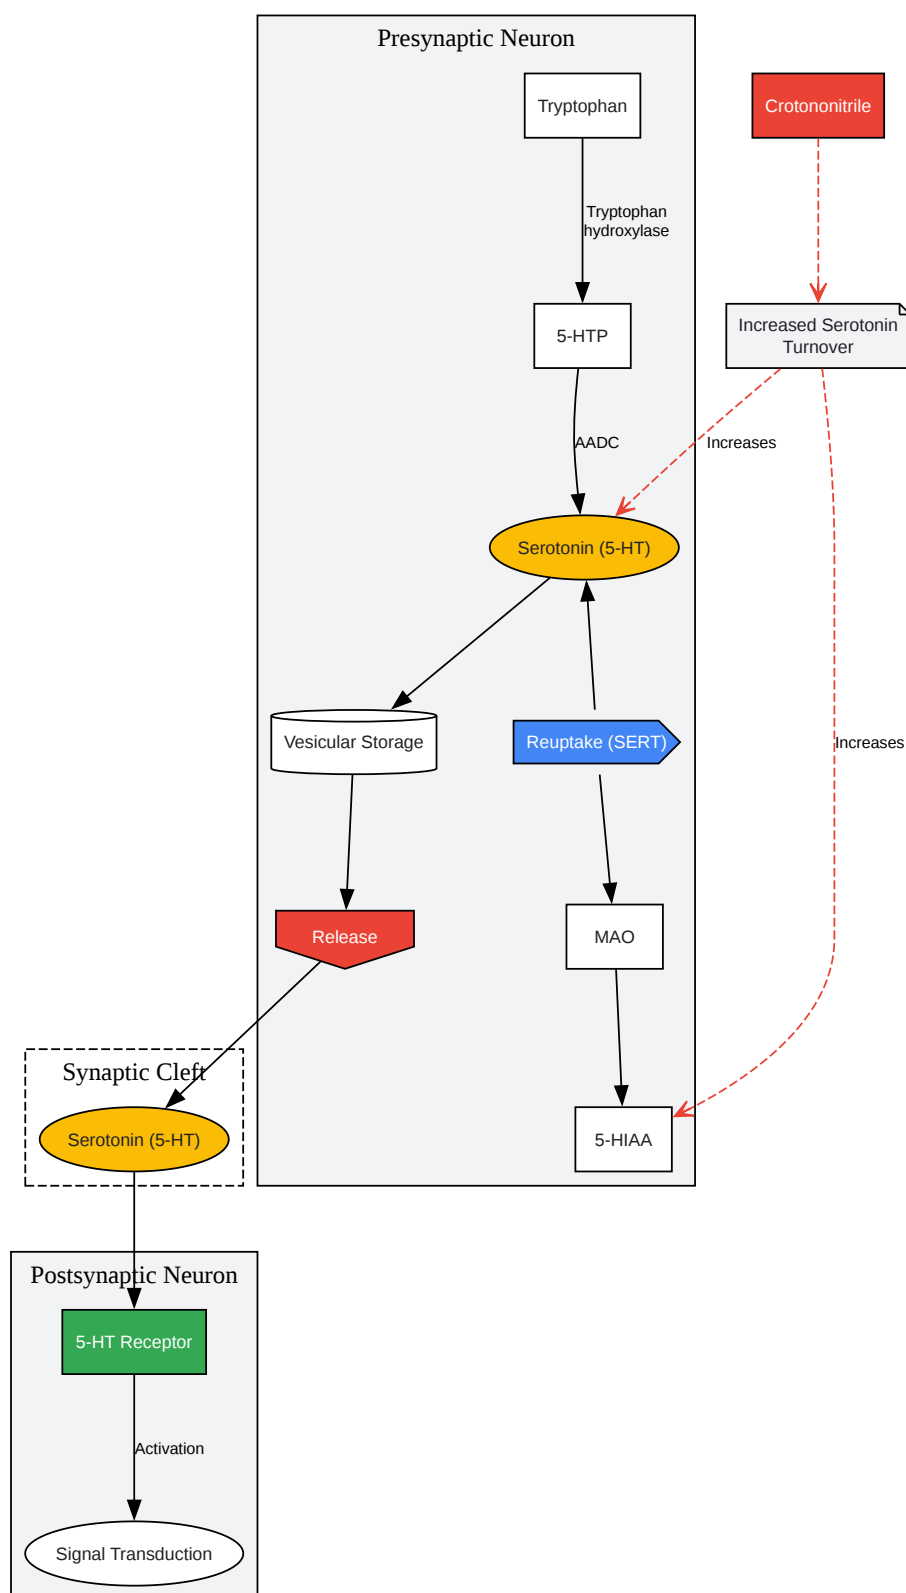 Presynaptic Neuron
Tryptophan
Crotononitrile
Tryptophan
hydroxylase
5-HTP
Increased Serotonin
Turnover
AADC
Increases
Serotonin (5-HT)
Vesicular Storage
Reuptake (SERT)
Increases
Release
MAO
Synaptic Cleft
Serotonin (5-HT)
5-HIAA
Postsynaptic Neuron
5-HT Receptor
Activation
Signal Transduction